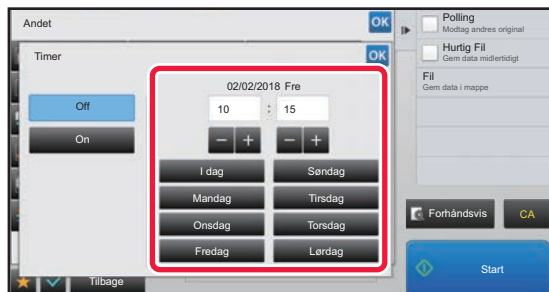 Andet
OK
Timer
OK
Off
On
02/02/2018 Fre
10 : 15
− + − +
I dag
Søndag
Mandag
Tirsdag
Onsdag
Torsdag
Fredag
Lørdag
Tilbage
Polling
Modtag andres original
Hurtig Fil
Gem data midlertidigt
Fil
Gem data i mappe
Forhåndsvis
CA
Start